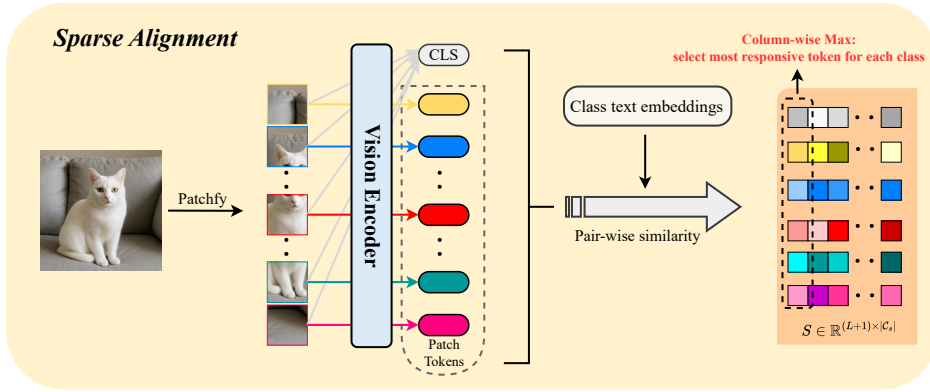 Sparse Alignment
Column-wise Max:
select most responsive token for each class
CLS
Class text embeddings
Vision Encoder
Patchfy
Pair-wise similarity
Patch
Tokens
S ∈ ℝ^{(L+1)×|𝒞_s|}